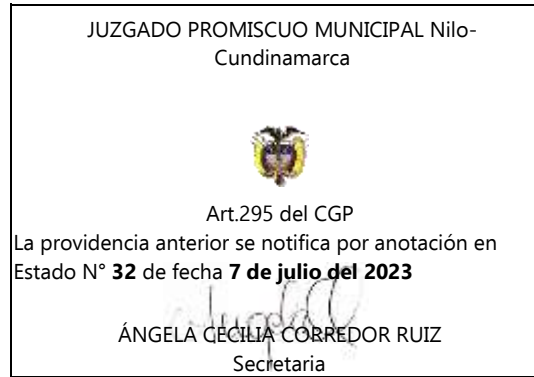 JUZGADO PROMISCUO MUNICIPAL Nilo-
Cundinamarca
Art.295 del CGP
La providencia anterior se notifica por anotación en
Estado N° 32 de fecha 7 de julio del 2023
ÁNGELA CECILIA CORREDOR RUIZ
Secretaria